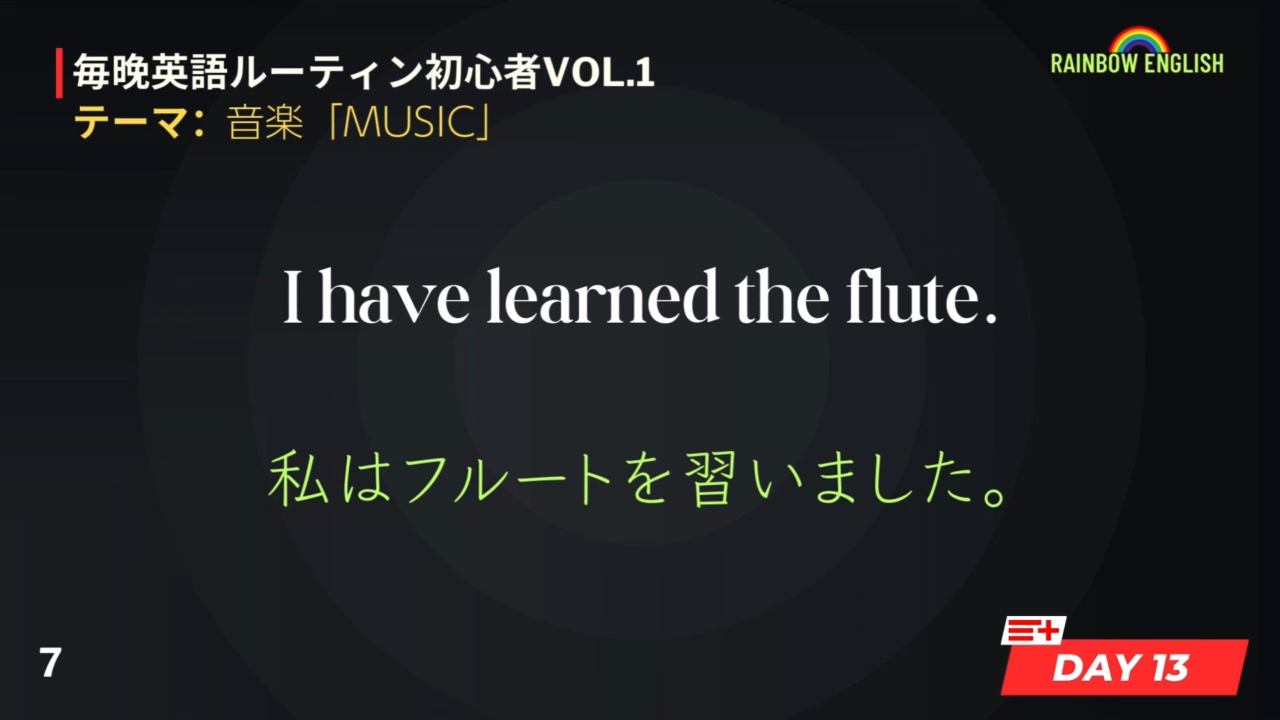 毎晩英語ルーティン初心者VOL.1
テーマ：音楽「MUSIC」
RAINBOW ENGLISH
I have learned the flute.
私はフルートを習いました。
7
DAY 13